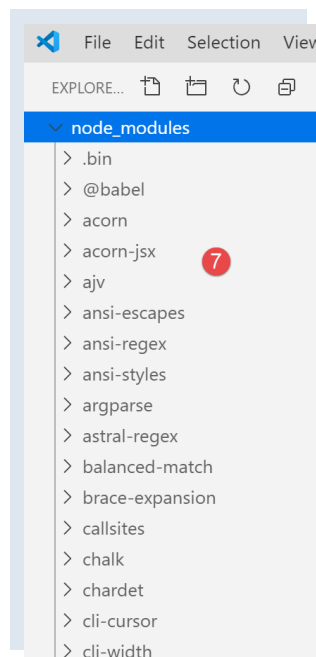 File Edit Selection View
EXPLORE...
node_modules
.bin
@babel
acorn
acorn-jsx
7
ajv
ansi-escapes
ansi-regex
ansi-styles
argparse
astral-regex
balanced-match
brace-expansion
callsites
chalk
chardet
cli-cursor
cli-width